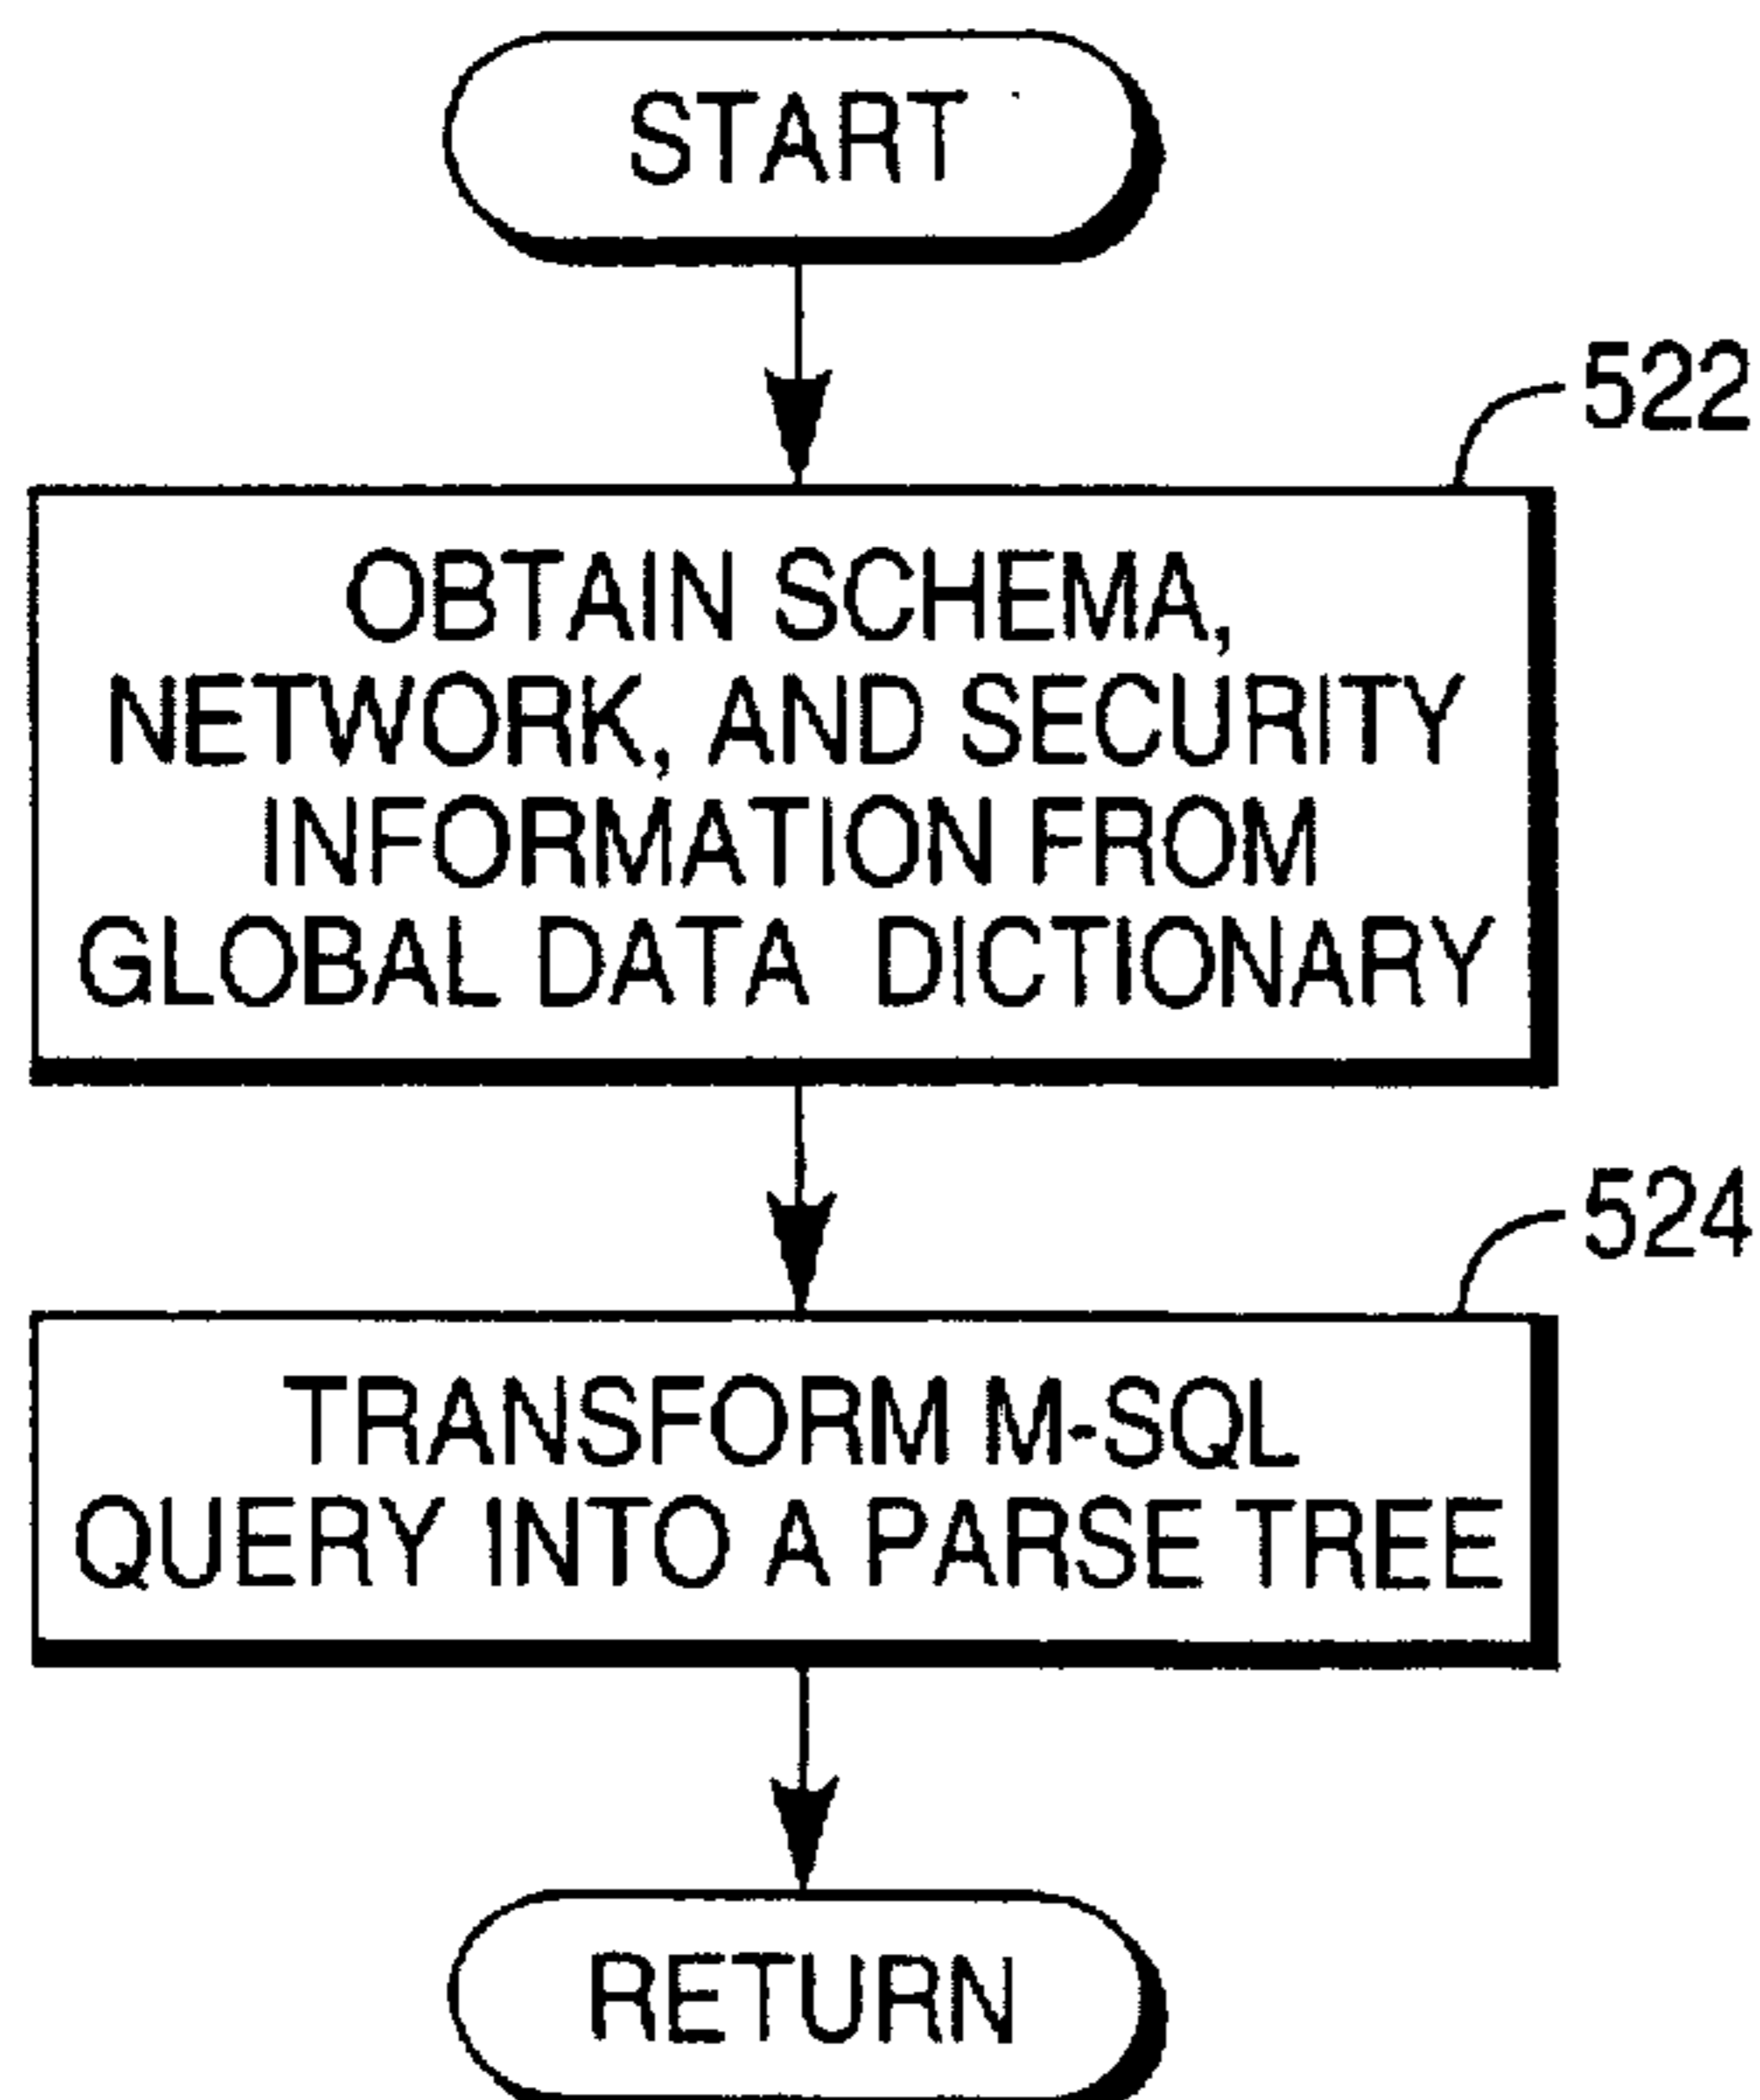 START
522
OBTAIN SCHEMA,
NETWORK, AND SECURITY
INFORMATION FROM
GLOBAL DATA DICTIONARY
524
TRANSFORM M-SQL
QUERY INTO A PARSE TREE
RETURN